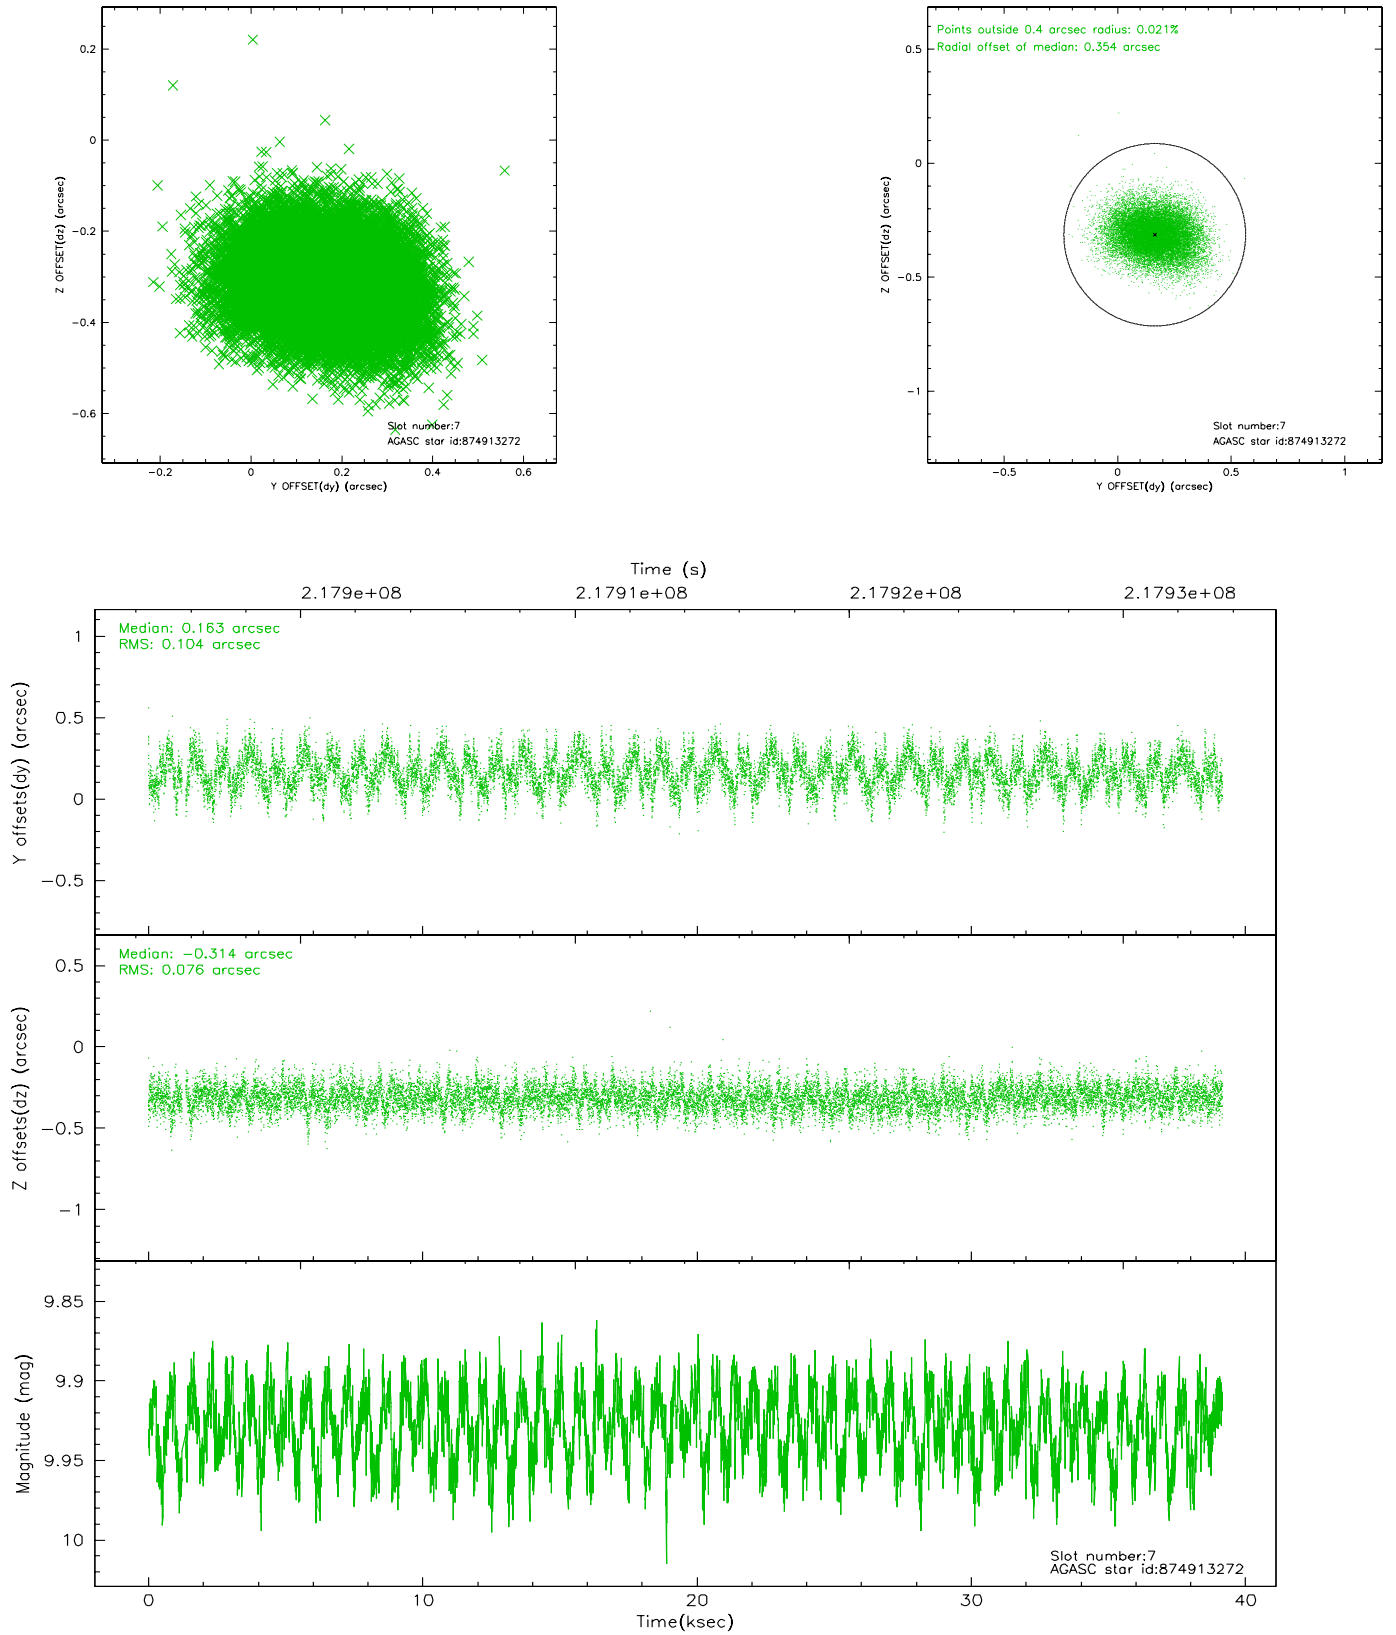 0.2
0
−0.2
−0.4
−0.6
Z OFFSET(dz) (arcsec)
Slot number:7
AGASC star id:874913272
−0.2
0
0.2
0.4
0.6
Y OFFSET(dy) (arcsec)
Points outside 0.4 arcsec radius: 0.021%
Radial offset of median: 0.354 arcsec
0.5
0
−0.5
−1
Z OFFSET(dz) (arcsec)
Slot number:7
AGASC star id:874913272
−0.5
0
0.5
1
Y OFFSET(dy) (arcsec)
Time (s)
2.179e+08
2.1791e+08
2.1792e+08
2.1793e+08
Median: 0.163 arcsec
RMS: 0.104 arcsec
1
0.5
0
−0.5
Y offsets(dy) (arcsec)
Median: −0.314 arcsec
RMS: 0.076 arcsec
0.5
0
−0.5
−1
Z offsets(dz) (arcsec)
9.85
9.9
9.95
10
Magnitude (mag)
Slot number:7
AGASC star id:874913272
0
10
20
30
40
Time(ksec)